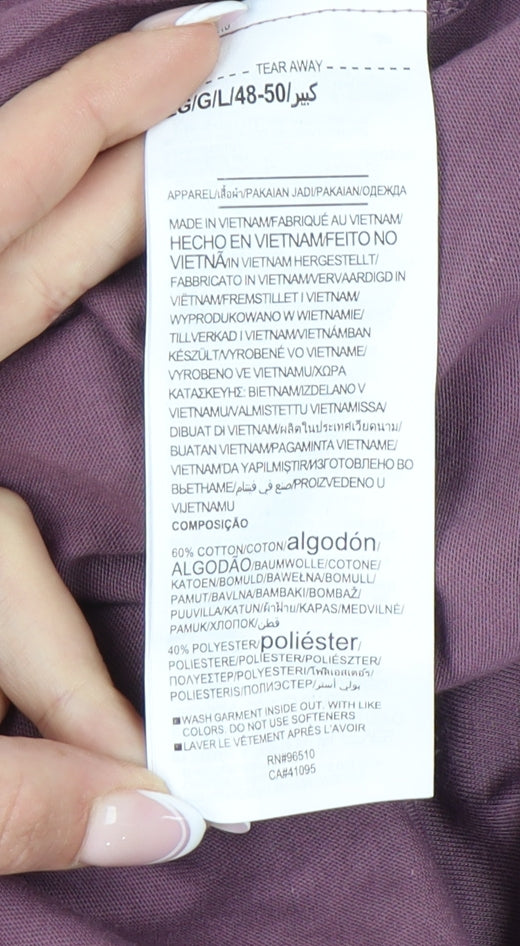 TEAR AWAY
G/G/L/48-50/كبير
APPAREL/เสื้อผ้า/PAKAIAN JADI/PAKAIAN/ОДЕЖДА
MADE IN VIETNAM/FABRIQUÉ AU VIETNAM/
HECHO EN VIETNAM/FEITO NO
VIETNÃ/IN VIETNAM HERGESTELLT/
FABBRICATO IN VIETNAM/VERVAARDIGD IN
VIËTNAM/FREMSTILLET I VIETNAM/
WYPRODUKOWANO W WIETNAMIE/
TILLVERKAD I VIETNAM/VIETNÁMBAN
KÉSZÜLT/VYROBENÉ VO VIETNAME/
VYROBENO VE VIETNAMU/ΧΩΡΑ
ΚΑΤΑΣΚΕΥΗΣ: ΒΙΕΤΝΑΜ/IZDELANO V
VIETNAMU/VALMISTETTU VIETNAMISSA/
DIBUAT DI VIETNAM/ผลิตในประเทศเวียดนาม/
BUATAN VIETNAM/PAGAMINTA VIETNAME/
VIETNAM'DA YAPILMIŞTIR/ИЗГОТОВЛЕНО ВО
ВЬЕТНАМЕ/صنع في فيتنام/PROIZVEDENO U
VIJETNAMU
COMPOSIÇÃO
60% COTTON/COTON/algodón/
ALGODÃO/BAUMWOLLE/COTONE/
KATOEN/BOMULD/BAWEŁNA/BOMULL/
PAMUT/BAVLNA/BAMBAKI/BOMBAŽ/
PUUVILLA/KATUN/ผ้าฝ้าย/KAPAS/MEDVILNĖ/
PAMUK/ХЛОПОК/قطن
40% POLYESTER/poliéster/
POLIESTERE/POLIESTER/POLIÉSZTER/
ΠΟΛΥΕΣΤΕΡ/POLYESTERI/โพลีเอสเตอร์/
POLIESTERIS/ПОЛИЭСТЕР/بولي أستر
WASH GARMENT INSIDE OUT. WITH LIKE
COLORS. DO NOT USE SOFTENERS
LAVER LE VÊTEMENT APRÈS L'AVOIR
RN#96510
CA#41095